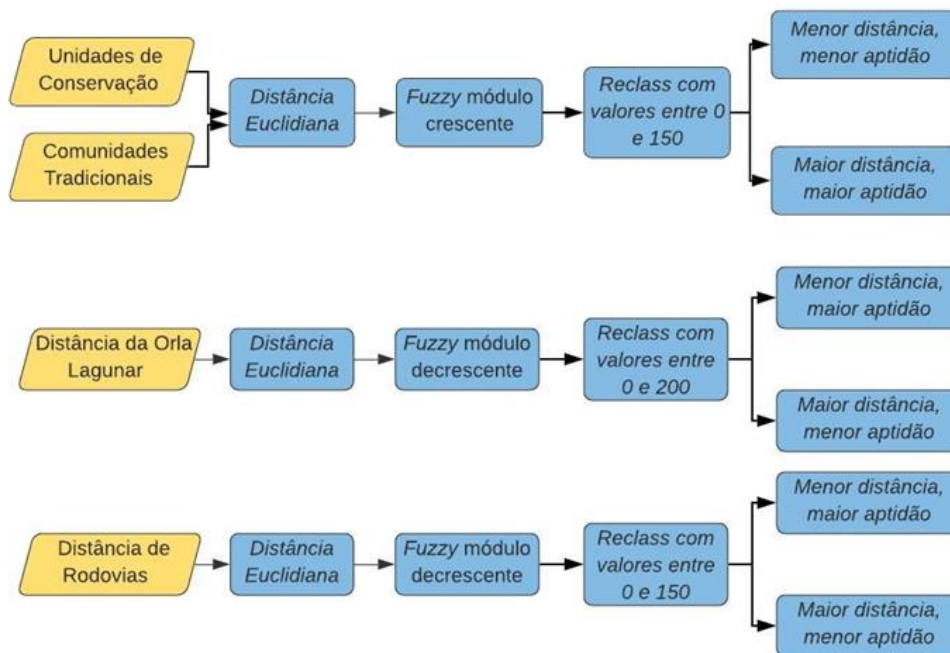 Unidades de
Conservação
Comunidades
Tradicionais
Distância
Euclidiana
Fuzzy módulo
crescente
Reclass com
valores entre 0
e 150
Menor distância,
menor aptidão
Maior distância,
maior aptidão
Distância da Orla
Lagunar
Distância
Euclidiana
Fuzzy módulo
decrescente
Reclass com
valores entre
0 e 200
Menor distância,
maior aptidão
Maior distância,
menor aptidão
Distância de
Rodovias
Distância
Euclidiana
Fuzzy módulo
decrescente
Reclass com
valores entre
0 e 150
Menor distância,
maior aptidão
Maior distância,
menor aptidão